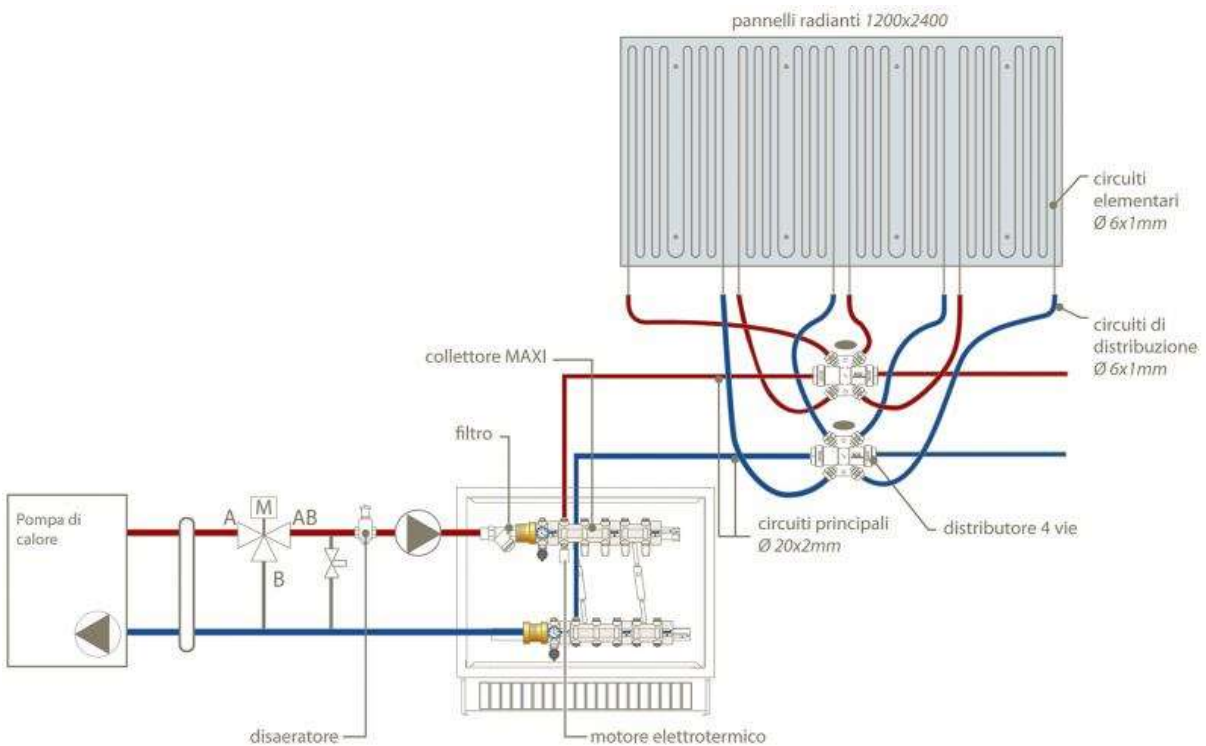 pannelli radianti 1200x2400
circuiti
elementari
Ø 6x1mm
circuiti di
distribuzione
Ø 6x1mm
collettore MAXI
filtro
Pompa di
calore
A
M
AB
B
circuiti principali
Ø 20x2mm
distributore 4 vie
disaeratore
motore elettrotermico